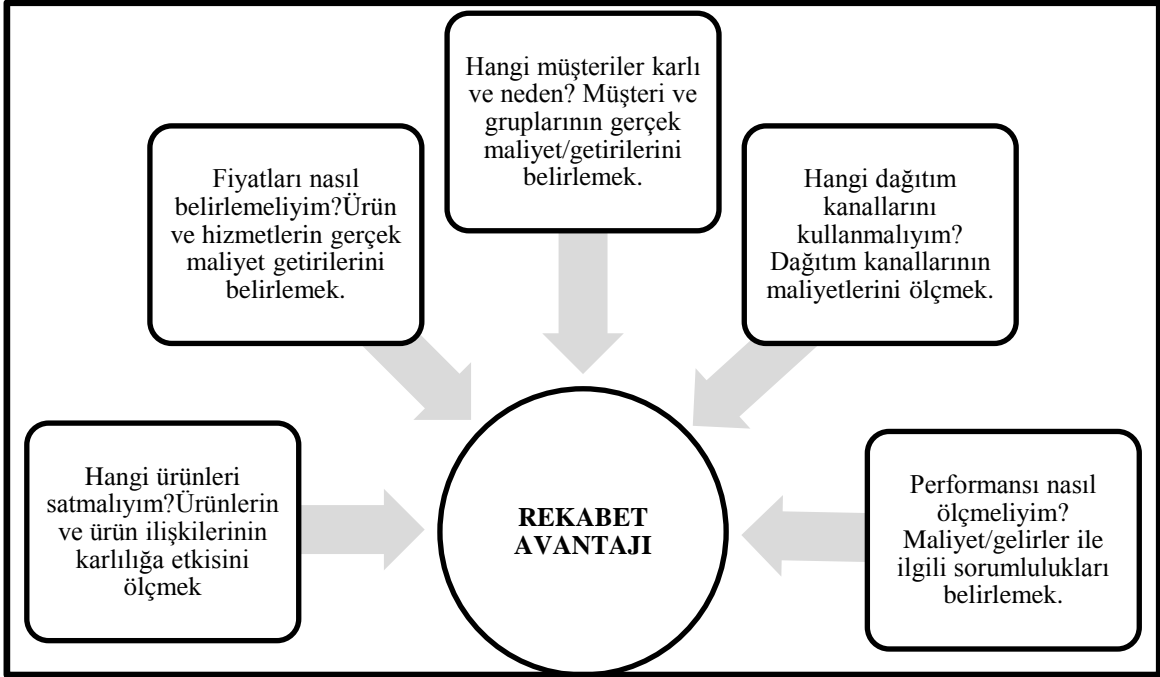 Hangi müşteriler karlı
ve neden? Müşteri ve
gruplarının gerçek
maliyet/getirilerini
belirlemek.
Fiyatları nasıl
belirlemeliyim?Ürün
ve hizmetlerin gerçek
maliyet getirilerini
belirlemek.
Hangi dağıtım
kanallarını
kullanmalıyım?
Dağıtım kanallarının
maliyetlerini ölçmek.
Hangi ürünleri
satmalıyım?Ürünlerin
ve ürün ilişkilerinin
karlılığa etkisini
ölçmek
REKABET
AVANTAJI
Performansı nasıl
ölçmeliyim?
Maliyet/gelirler ile
ilgili sorumlulukları
belirlemek.